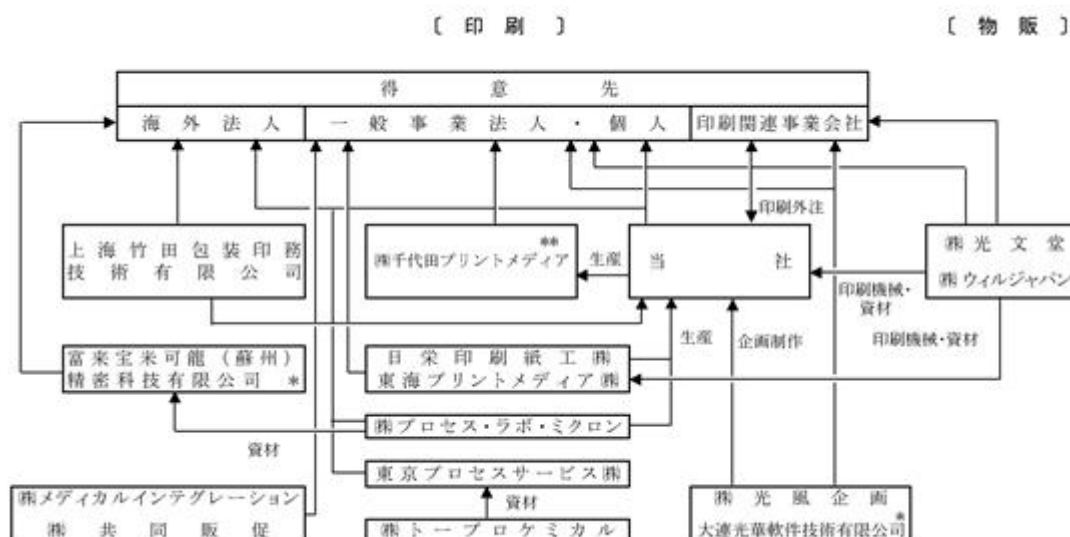 〔 印 刷 〕
〔 物 販 〕
得 意 先
海 外 法 人
一 般 事 業 法 人 ・ 個 人
印刷関連事業会社
印刷外注
上 海 竹 田 包 装 印 務
技 術 有 限 公 司
**
㈱千代田プリントメディア
生産
当 社
㈱ 光 文 堂
㈱ ウィルジャパン
印刷機械・
資材
生産
企画制作
印刷機械・資材
富 来 宝 米 可 能 (蘇 州)
精密科技有限公司 *
日 栄 印 刷 紙 工 ㈱
東海プリントメディア㈱
㈱プロセス・ラボ・ミクロン
資材
東京プロセスサービス㈱
資材
㈱メディカルインテグレーション
㈱ 共 同 販 促
㈱ ト ー プ ロ ケ ミ カ ル
㈱ 光 風 企 画
*
大連光華軟件技術有限公司